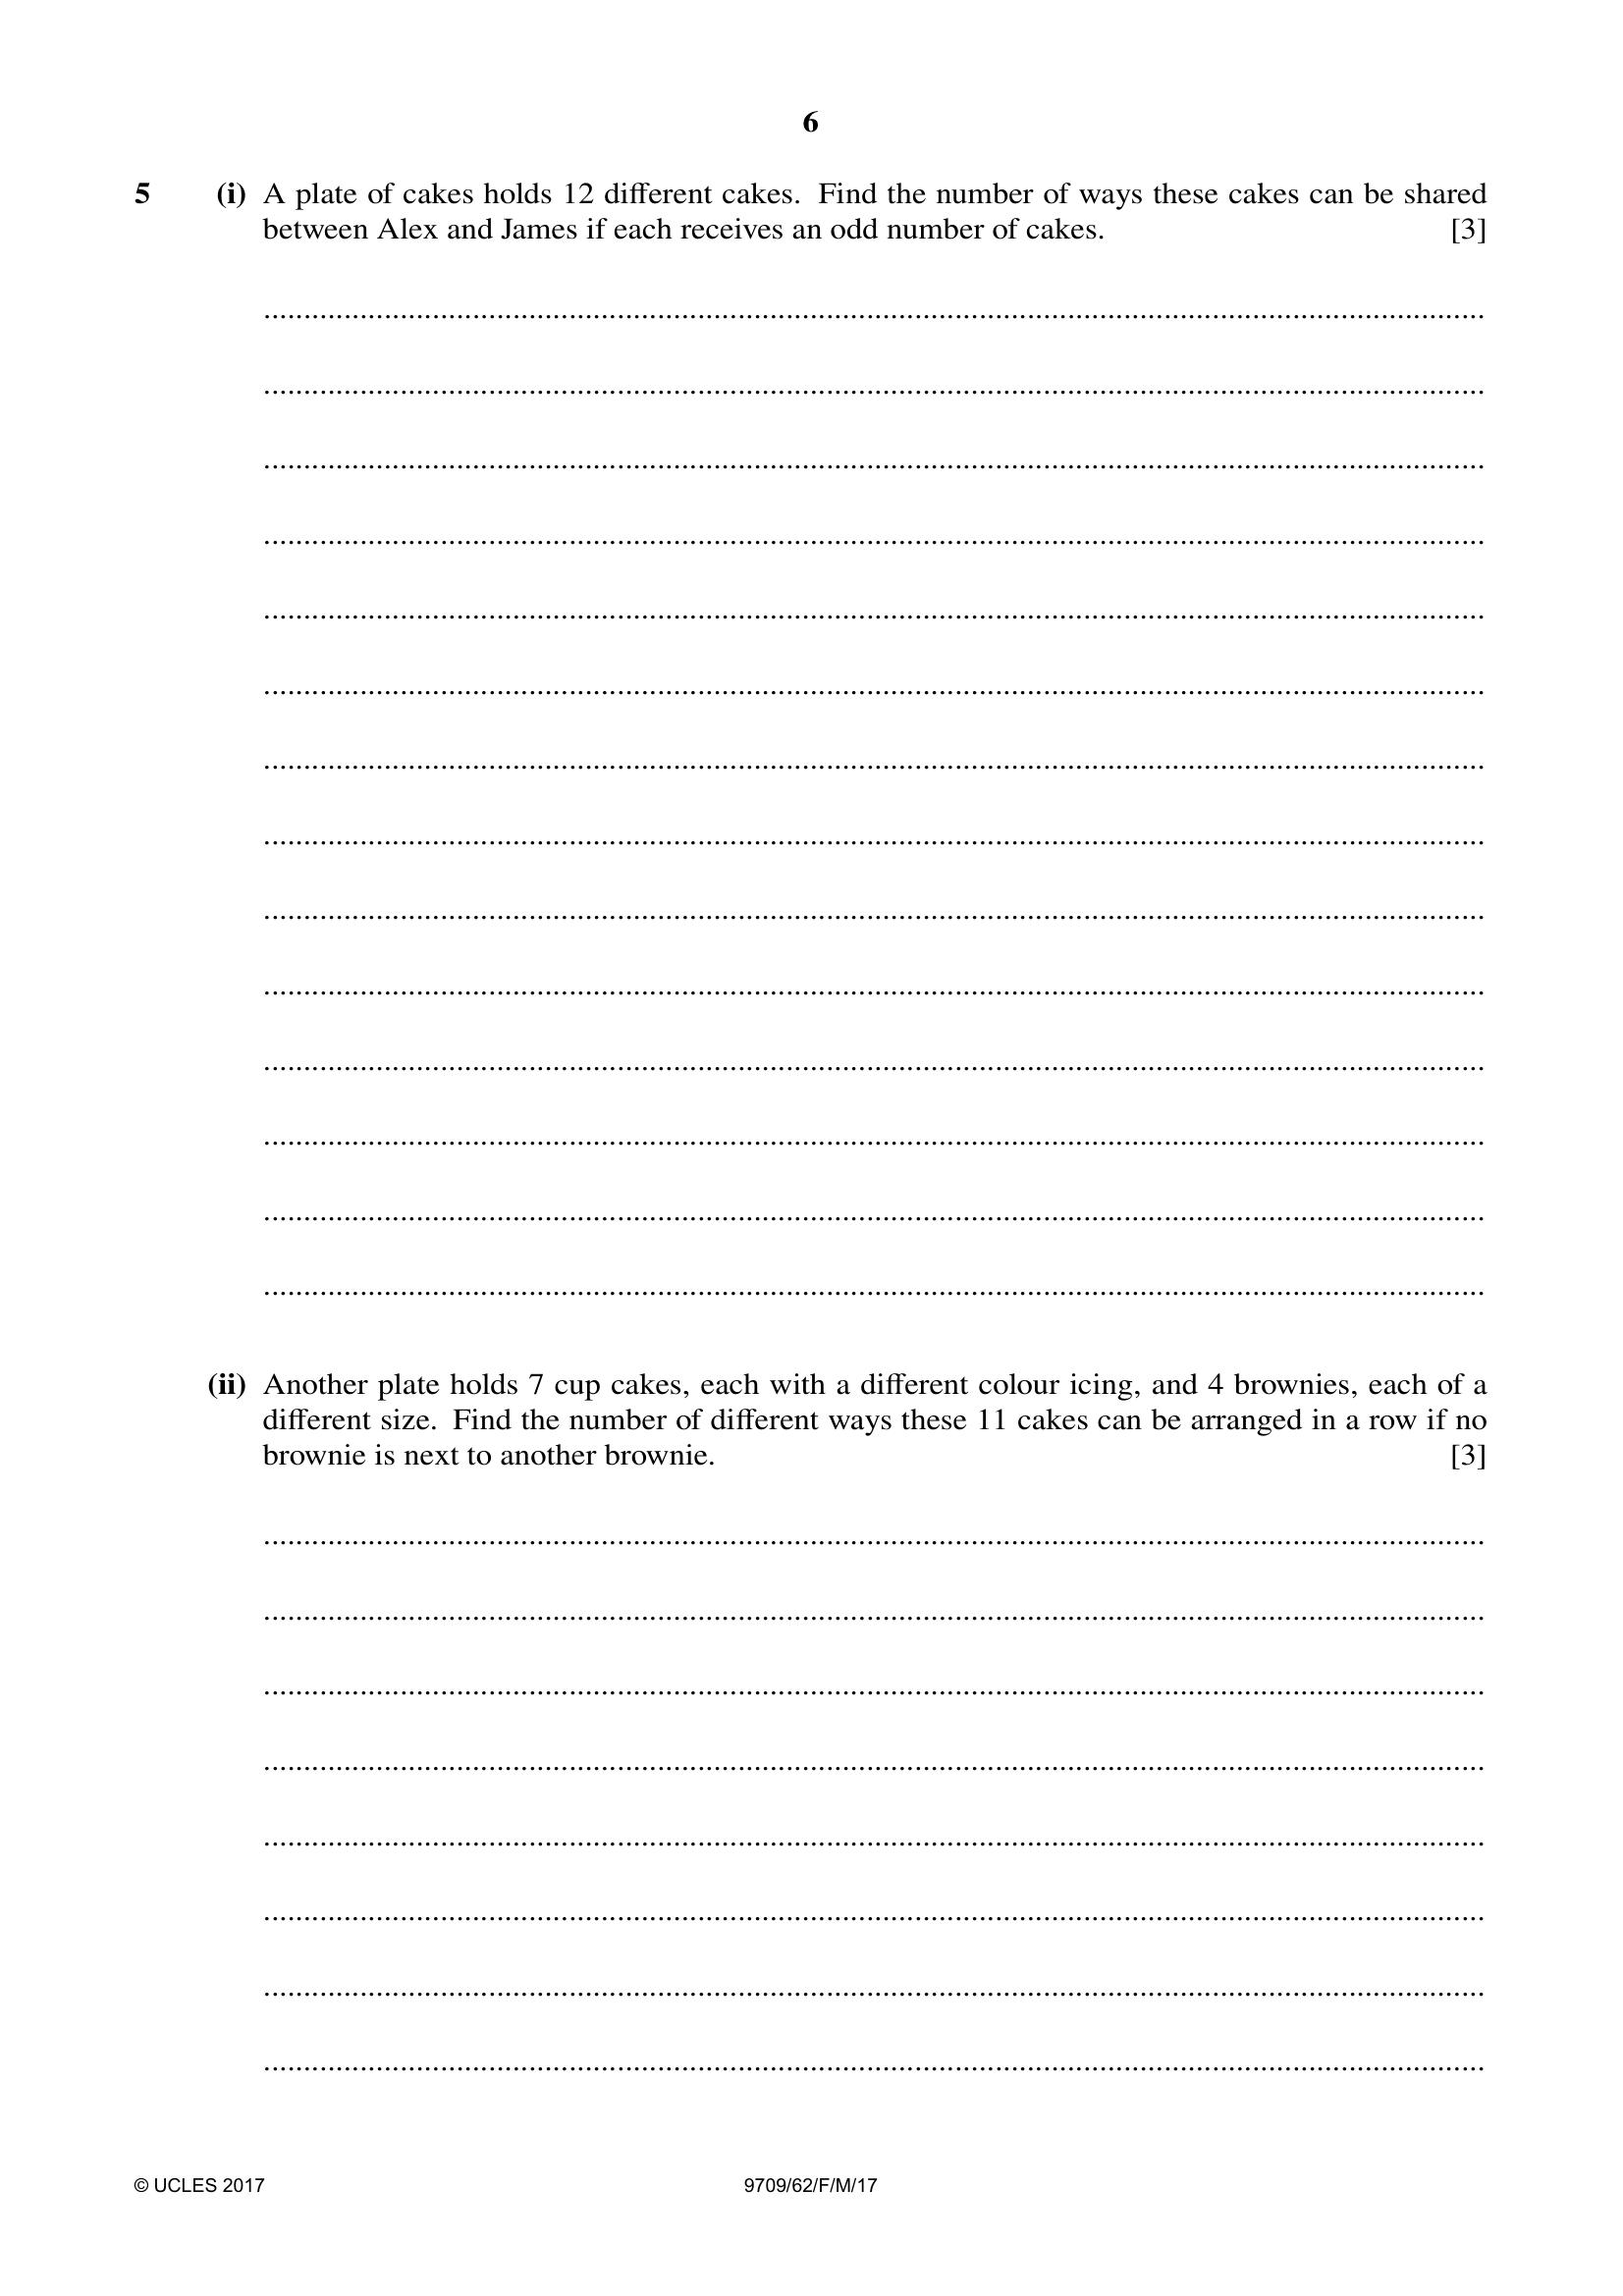 6
5 (i) A plate of cakes holds 12 different cakes. Find the number of ways these cakes can be shared
between Alex and James if each receives an odd number of cakes. [3]
(ii) Another plate holds 7 cup cakes, each with a different colour icing, and 4 brownies, each of a
different size. Find the number of different ways these 11 cakes can be arranged in a row if no
brownie is next to another brownie. [3]
© UCLES 2017 9709/62/F/M/17